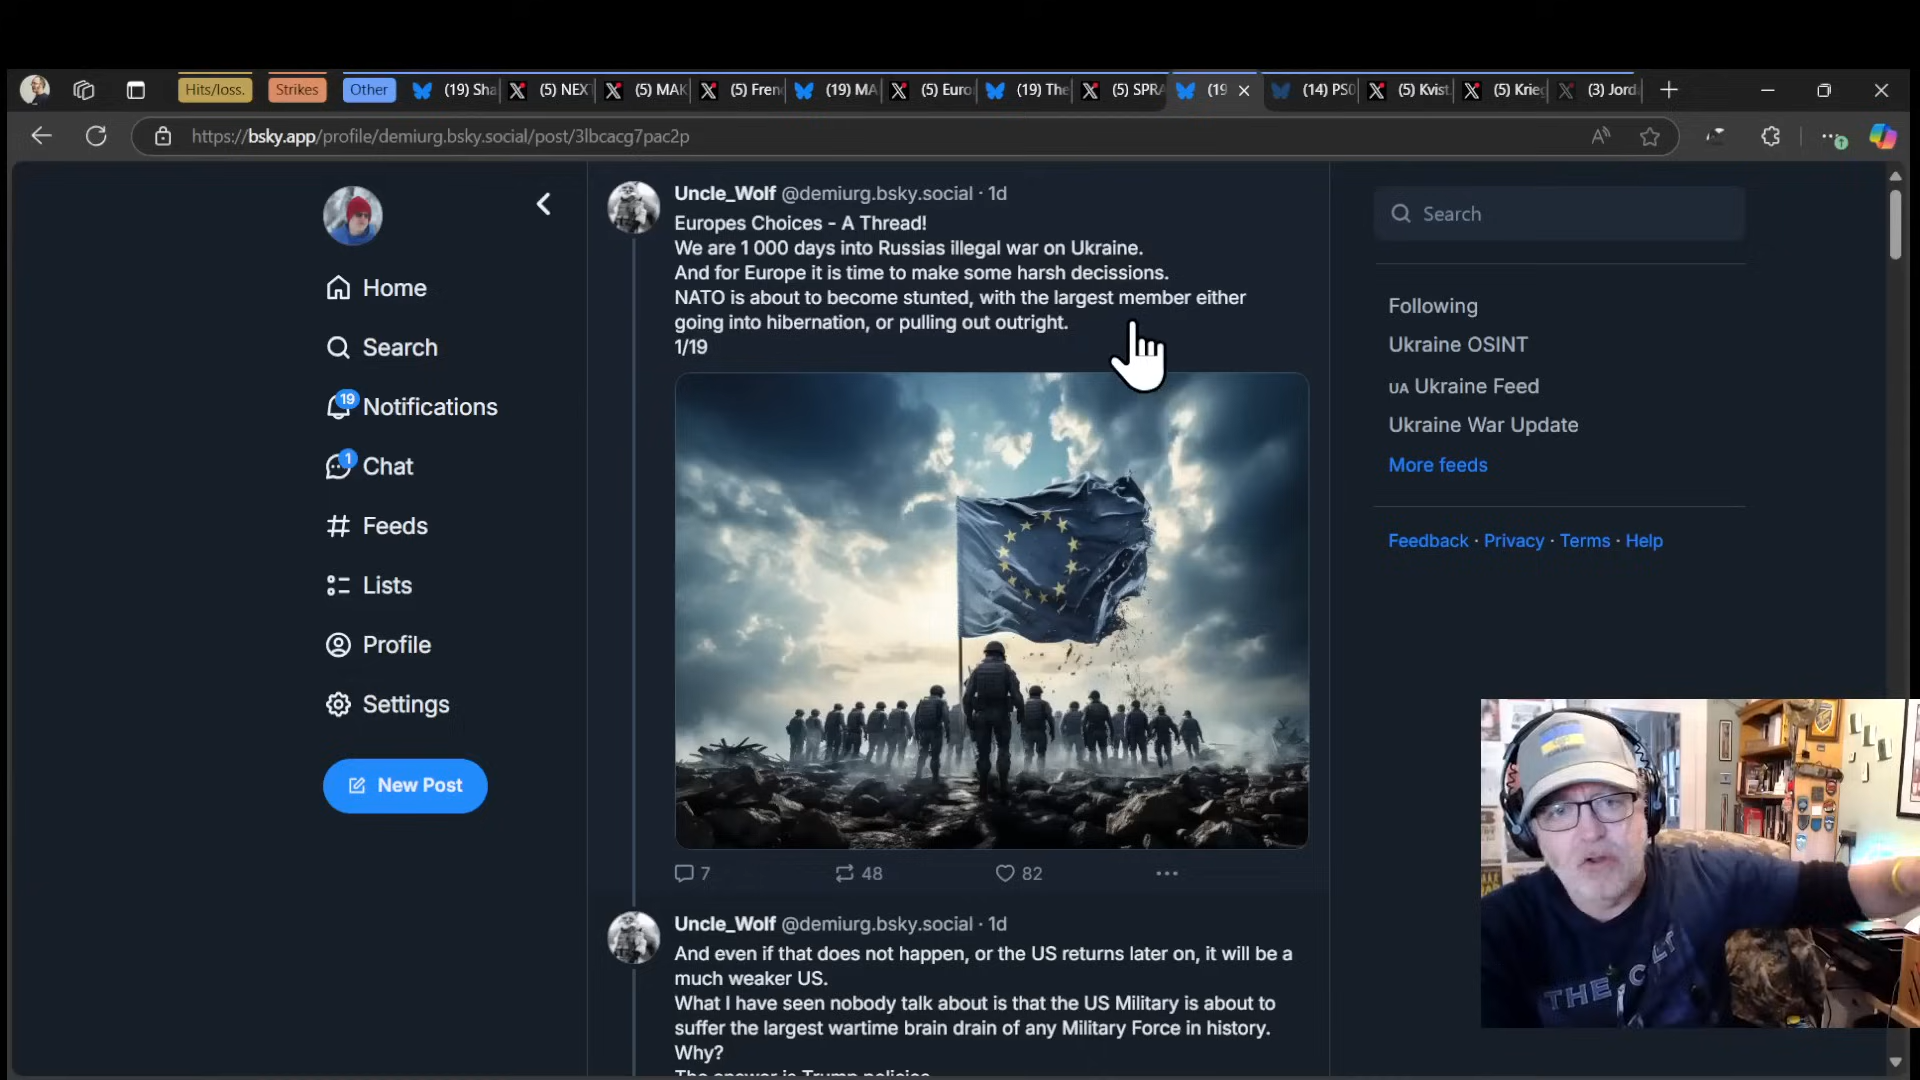 Hits/loss.
Strikes
Other
(19) Sha
(5) NEX
(5) MAK
(5) Fren
(19) MA
(5) Euro
(19) The
(5) SPRA
(19
(14) PS0
(5) Kvist
(5) Krieg
(3) Jord
https://bsky.app/profile/demiurg.bsky.social/post/3lbcacg7pac2p
Home
Search
19
Notifications
1
Chat
Feeds
Lists
Profile
Settings
New Post
Uncle_Wolf @demiurg.bsky.social · 1d
Europes Choices - A Thread!
We are 1 000 days into Russias illegal war on Ukraine.
And for Europe it is time to make some harsh decissions.
NATO is about to become stunted, with the largest member either
going into hibernation, or pulling out outright.
1/19
7 48 82
Uncle_Wolf @demiurg.bsky.social · 1d
And even if that does not happen, or the US returns later on, it will be a
much weaker US.
What I have seen nobody talk about is that the US Military is about to
suffer the largest wartime brain drain of any Military Force in history.
Why?
The answer is Trump policies.
Search
Following
Ukraine OSINT
UA Ukraine Feed
Ukraine War Update
More feeds
Feedback · Privacy · Terms · Help
THE